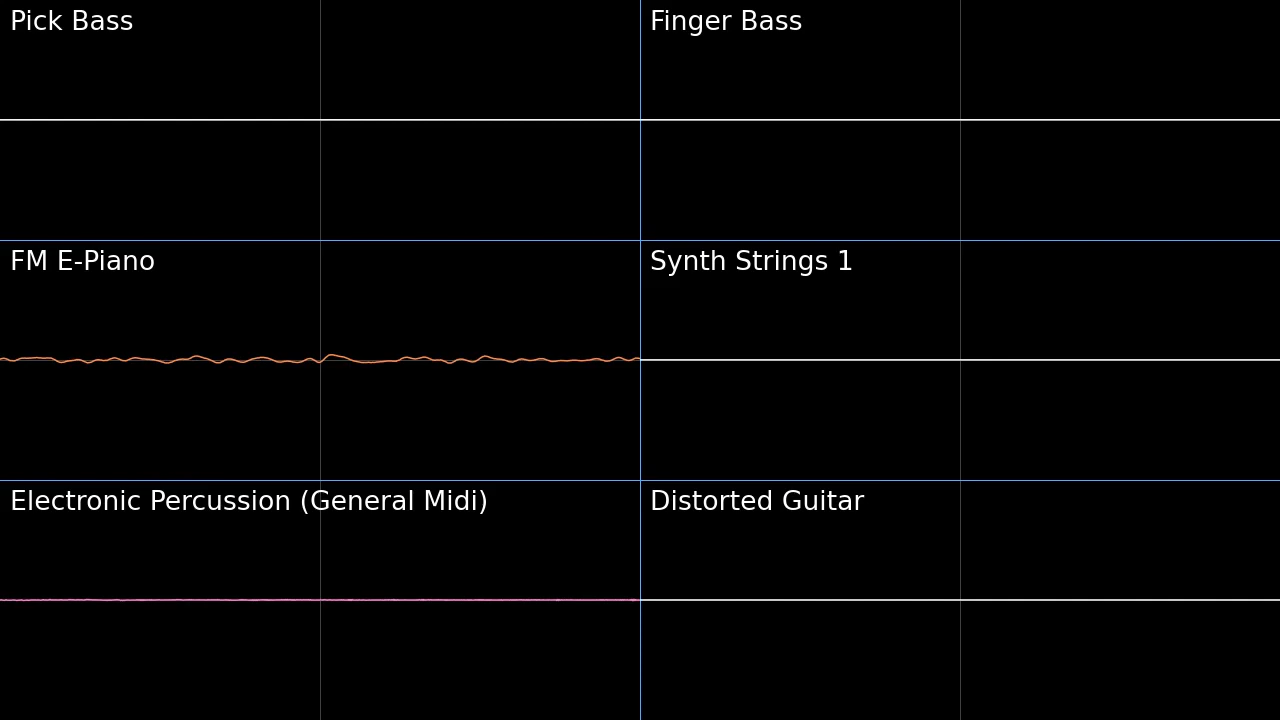 Pick Bass
Finger Bass
FM E-Piano
Synth Strings 1
Electronic Percussion (General Midi)
Distorted Guitar